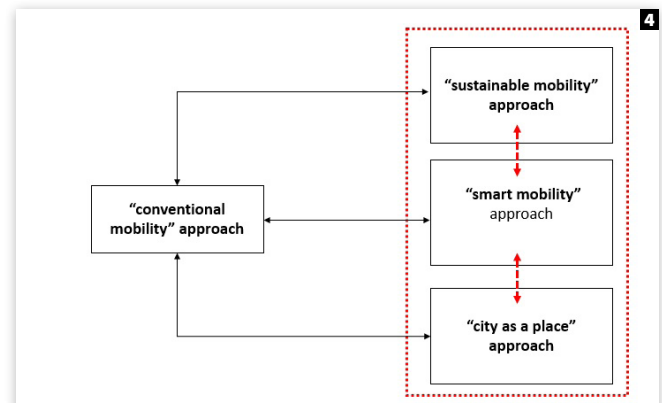 4
“sustainable mobility”
approach
“smart mobility”
approach
“conventional
mobility” approach
“city as a place”
approach